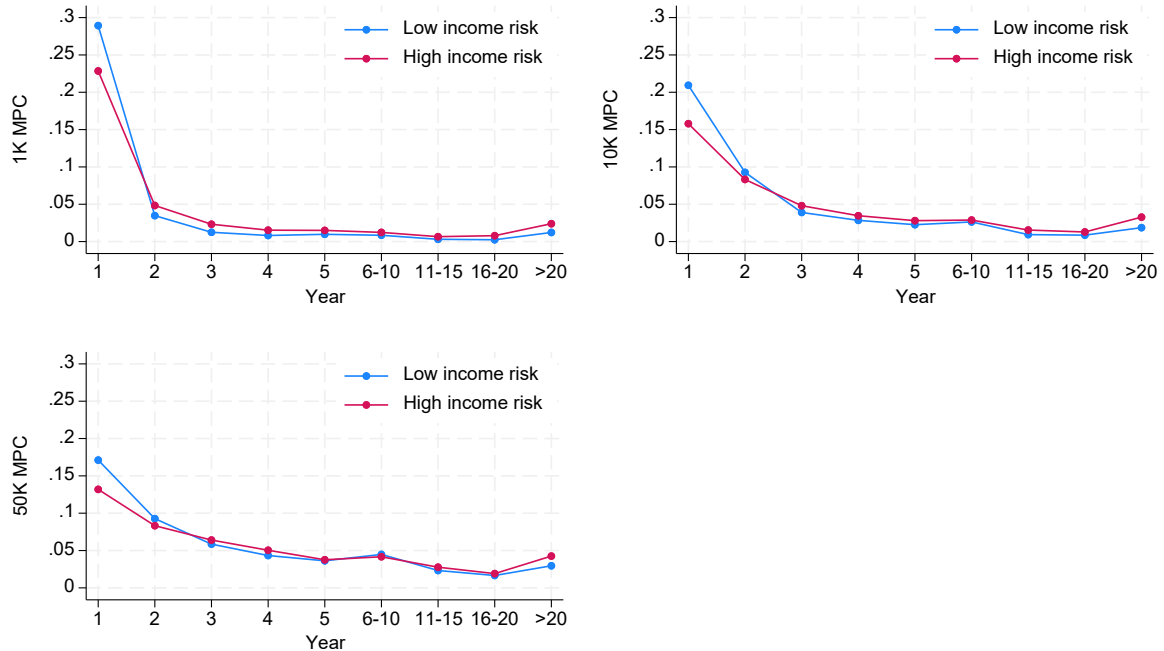 1K MPC
.3
.25
.2
.15
.1
.05
0
Low income risk
High income risk
1 2 3 4 5 6-10 11-15 16-20 >20
Year
10K MPC
.3
.25
.2
.15
.1
.05
0
Low income risk
High income risk
1 2 3 4 5 6-10 11-15 16-20 >20
Year
50K MPC
.3
.25
.2
.15
.1
.05
0
Low income risk
High income risk
1 2 3 4 5 6-10 11-15 16-20 >20
Year